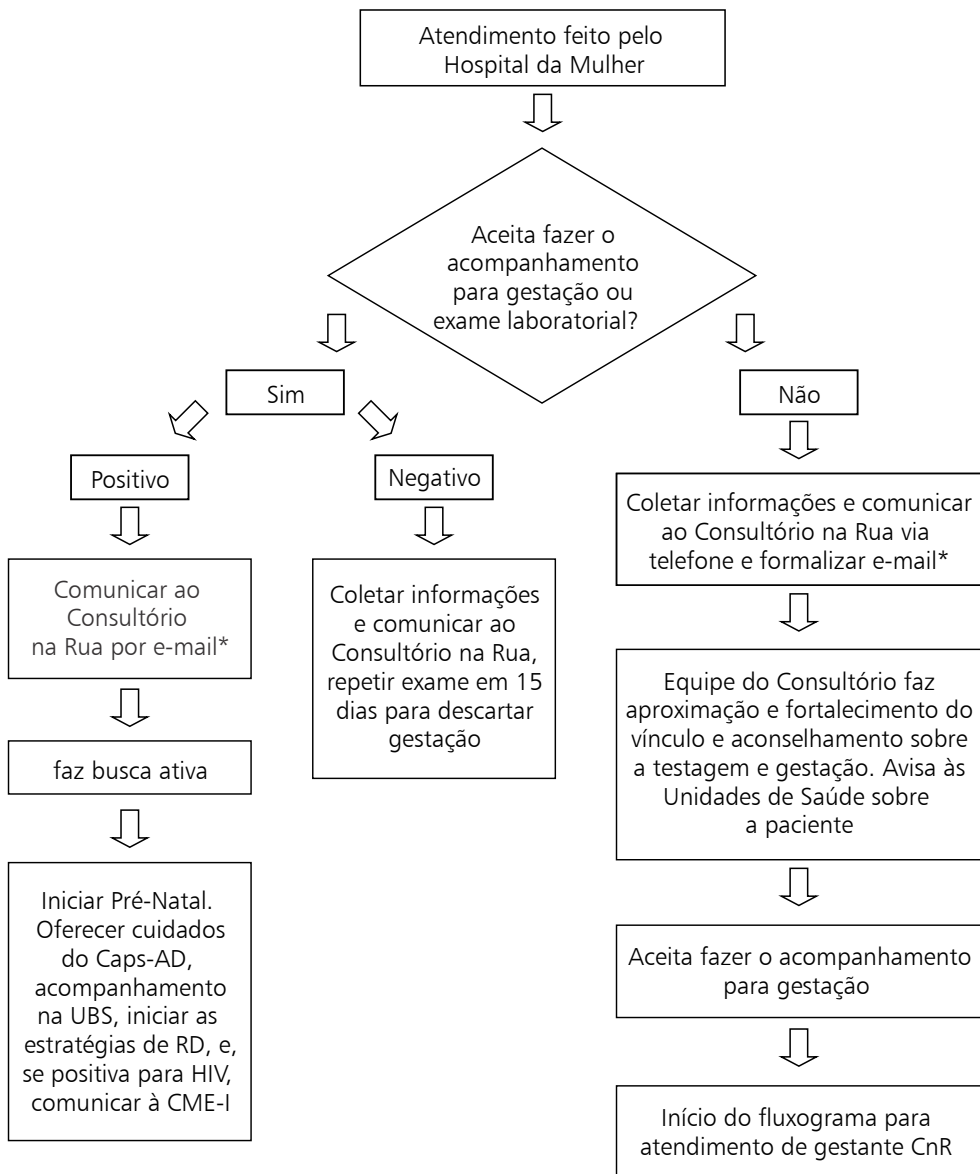 Atendimento feito pelo
Hospital da Mulher
Aceita fazer o
acompanhamento
para gestação ou
exame laboratorial?
Sim
Não
Positivo
Negativo
Comunicar ao
Consultório
na Rua por e-mail*
faz busca ativa
Iniciar Pré-Natal.
Oferecer cuidados
do Caps-AD,
acompanhamento
na UBS, iniciar as
estratégias de RD, e,
se positiva para HIV,
comunicar à CME-I
Coletar informações
e comunicar ao
Consultório na Rua,
repetir exame em 15
dias para descartar
gestação
Coletar informações e comunicar
ao Consultório na Rua via
telefone e formalizar e-mail*
Equipe do Consultório faz
aproximação e fortalecimento do
vínculo e aconselhamento sobre
a testagem e gestação. Avisa às
Unidades de Saúde sobre
a paciente
Aceita fazer o acompanhamento
para gestação
Início do fluxograma para
atendimento de gestante CnR